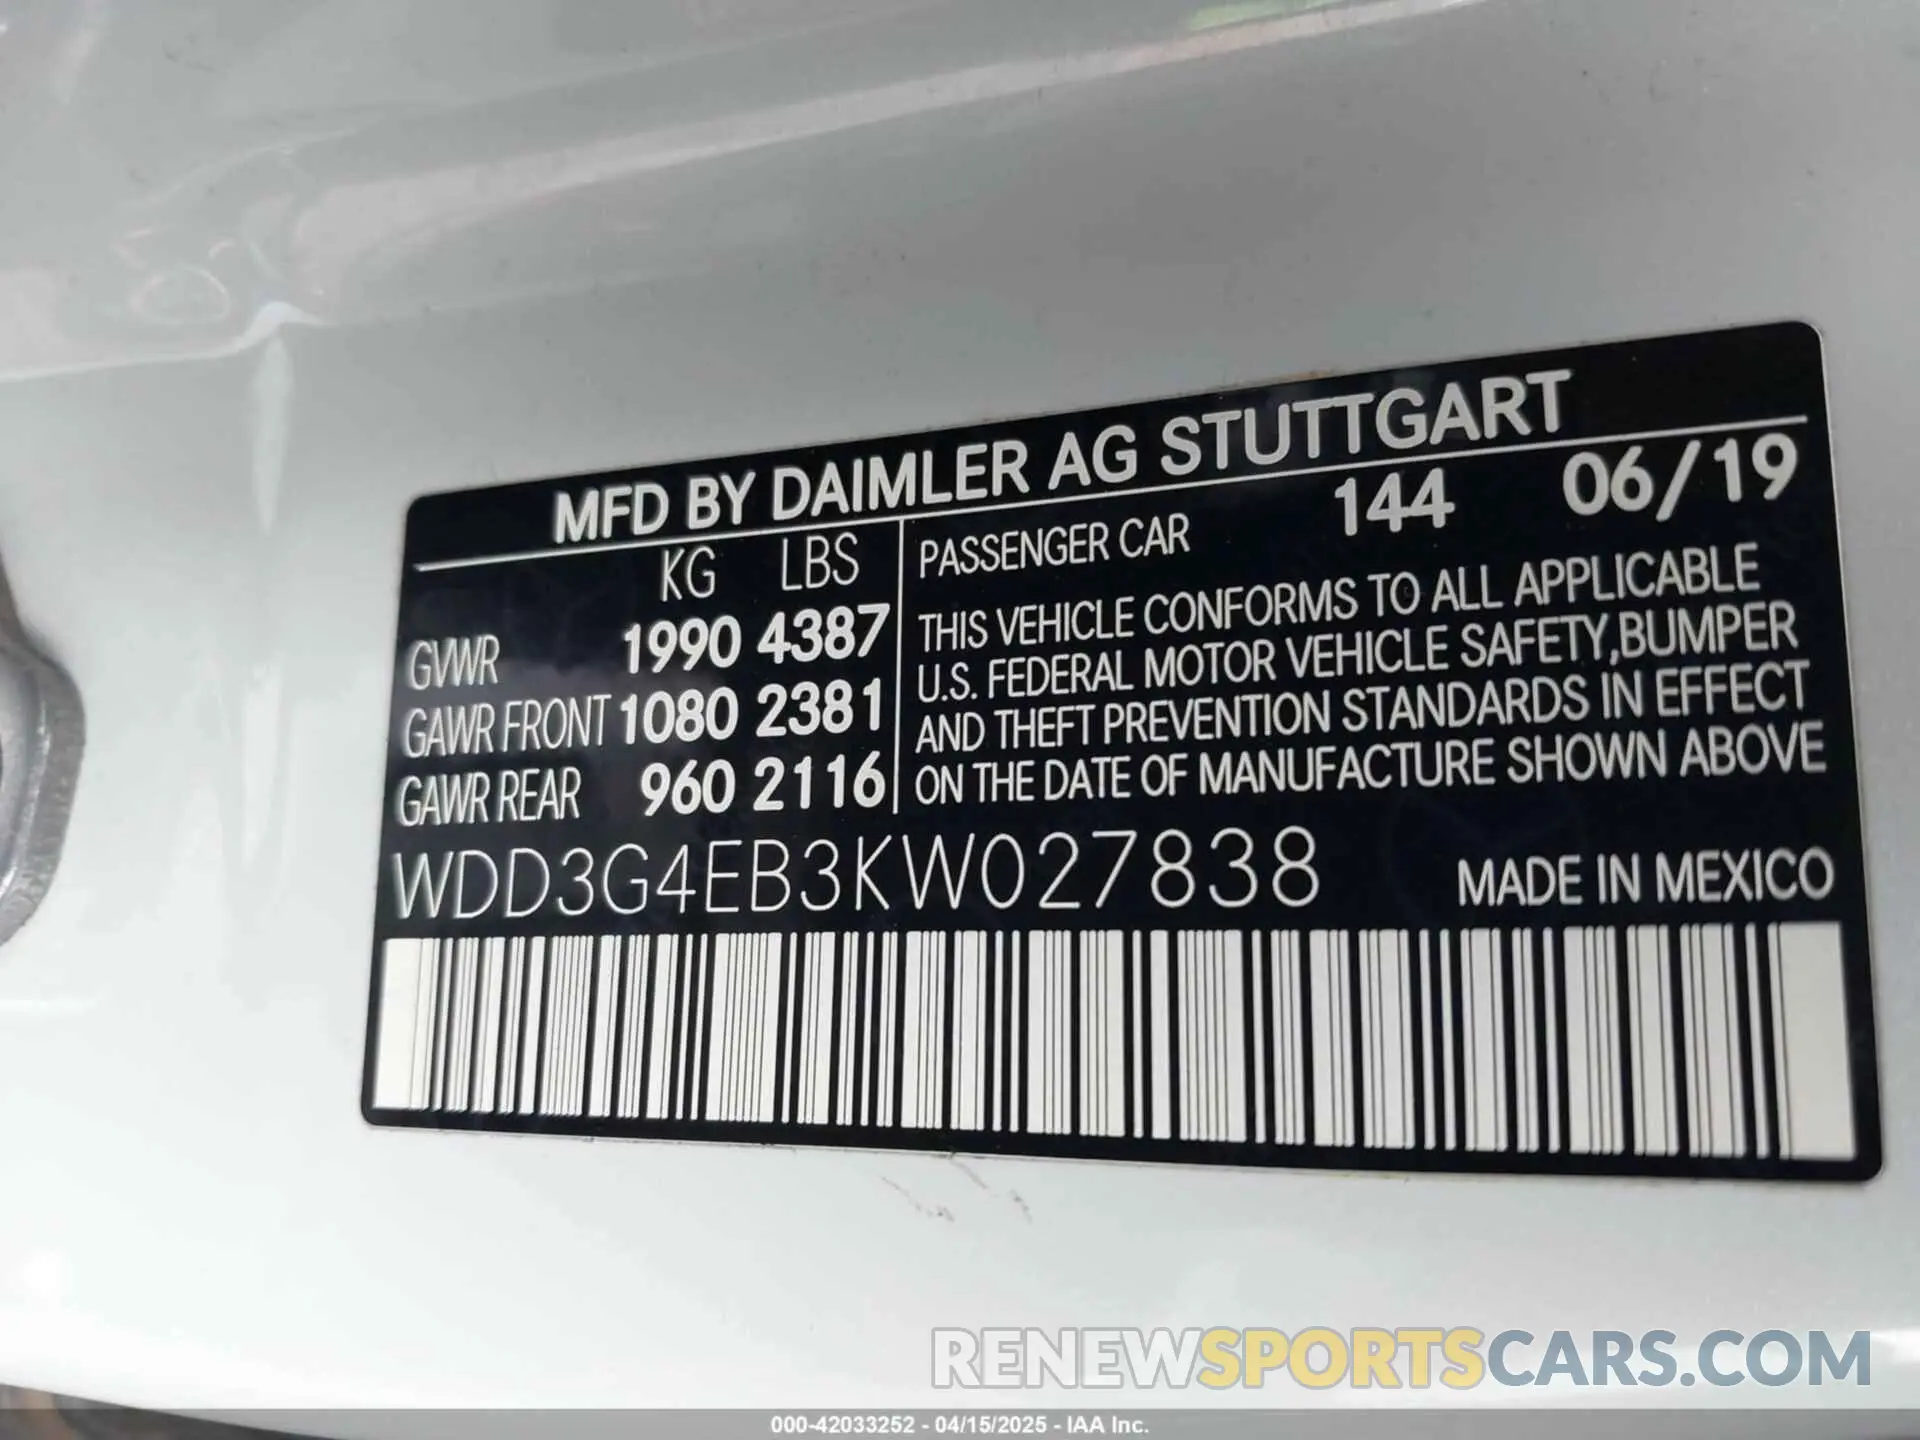 MFD BY DAIMLER AG STUTTGART
KG LBS
GVWR 1990 4387
GAWR FRONT 1080 2381
GAWR REAR 960 2116
PASSENGER CAR 144 06/19
THIS VEHICLE CONFORMS TO ALL APPLICABLE
U.S. FEDERAL MOTOR VEHICLE SAFETY,BUMPER
AND THEFT PREVENTION STANDARDS IN EFFECT
ON THE DATE OF MANUFACTURE SHOWN ABOVE
WDD3G4EB3KW027838 MADE IN MEXICO
RENEWSPORTSCARS.COM
000-42033252 - 04/15/2025 - IAA Inc.